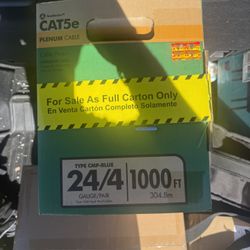 CAT5e
PLENUM CABLE
For Sale As Full Carton Only
En Venta Cartón Completo Solamente
TYPE CMP-BLUE
24/4 1000 FT
GAUGE/PAIR 304.8m